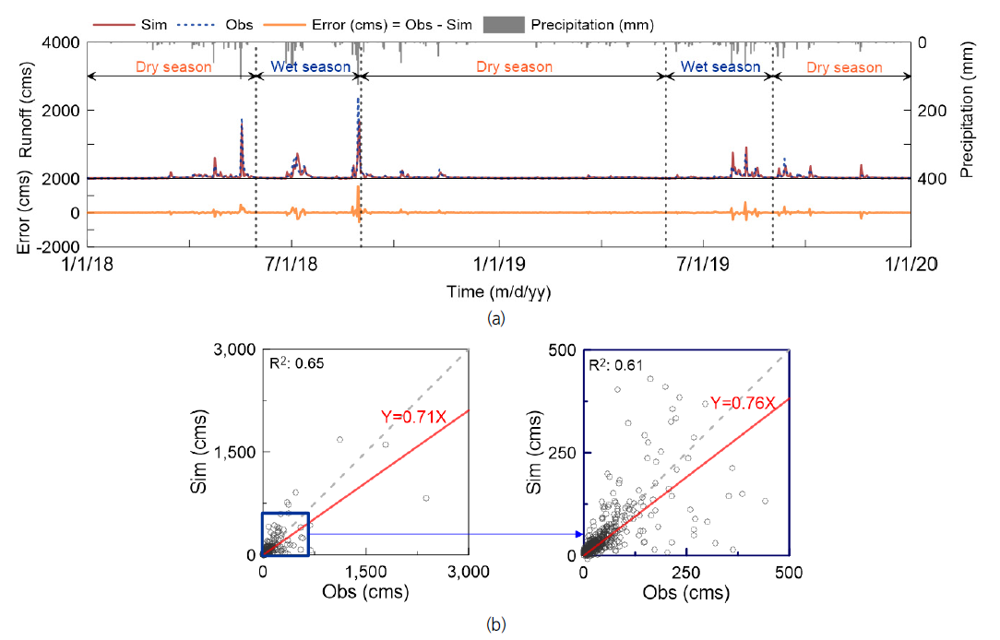 Sim Obs Error (cms) = Obs - Sim Precipitation (mm)
4000 0
Dry season Wet season Dry season Wet season Dry season
2000 200
2000 400
0
-2000
Runoff (cms)
Error (cms)
Precipitation (mm)
1/1/18 7/1/18 1/1/19 7/1/19 1/1/20
Time (m/d/yy)
(a)
3,000
R²: 0.65
Y=0.71X
1,500
0
Sim (cms)
0 1,500 3,000
Obs (cms)
500
R²: 0.61
Y=0.76X
250
0
Sim (cms)
0 250 500
Obs (cms)
(b)